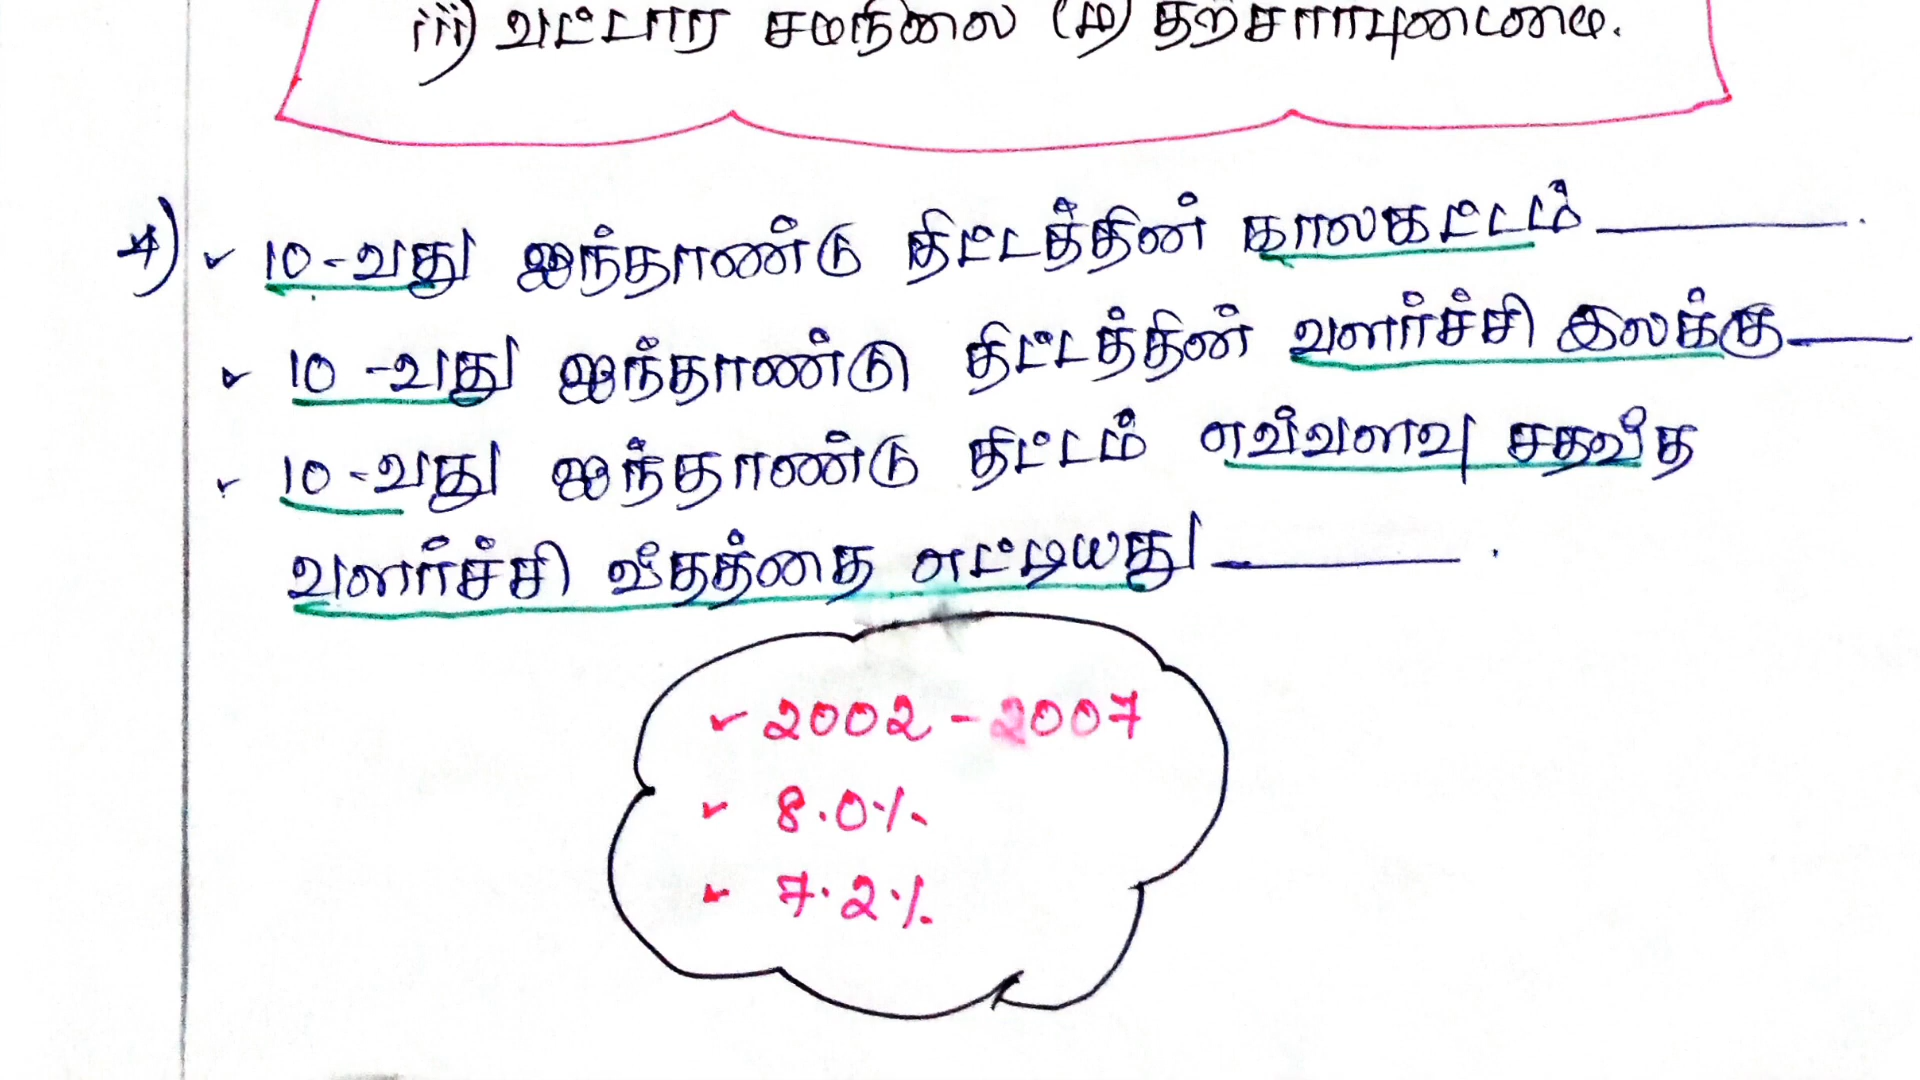 iii) வட்டார சமநிலை (ம) தற்சார்புடைமை.
4) 10-வது ஐந்தாண்டு திட்டத்தின் காலகட்டம் ______.
10-வது ஐந்தாண்டு திட்டத்தின் வளர்ச்சி இலக்கு______
10-வது ஐந்தாண்டு திட்டம் எவ்வளவு சதவீத
வளர்ச்சி வீதத்தை எட்டியது ______.
2002 - 2007
8.0%
7.2%